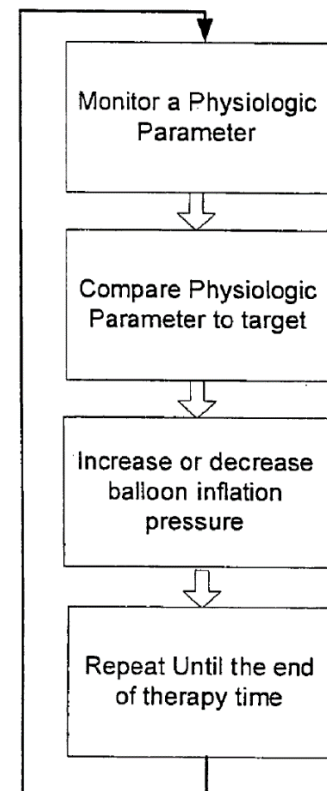 Monitor a Physiologic
Parameter
Compare Physiologic
Parameter to target
Increase or decrease
balloon inflation
pressure
Repeat Until the end
of therapy time